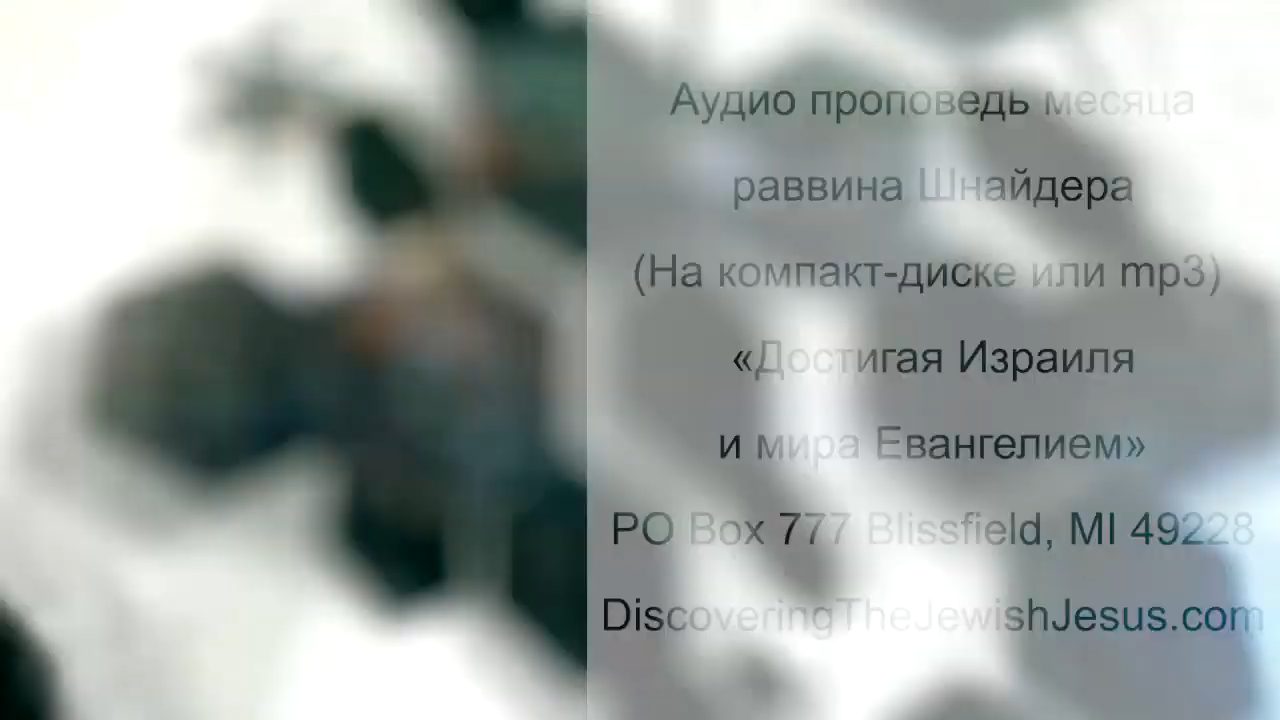 Аудио проповедь месяца
раввина Шнайдера
(На компакт-диске или mp3)
«Достигая Израиля
и мира Евангелием»
PO Box 777 Blissfield, MI 49228
DiscoveringTheJewishJesus.com